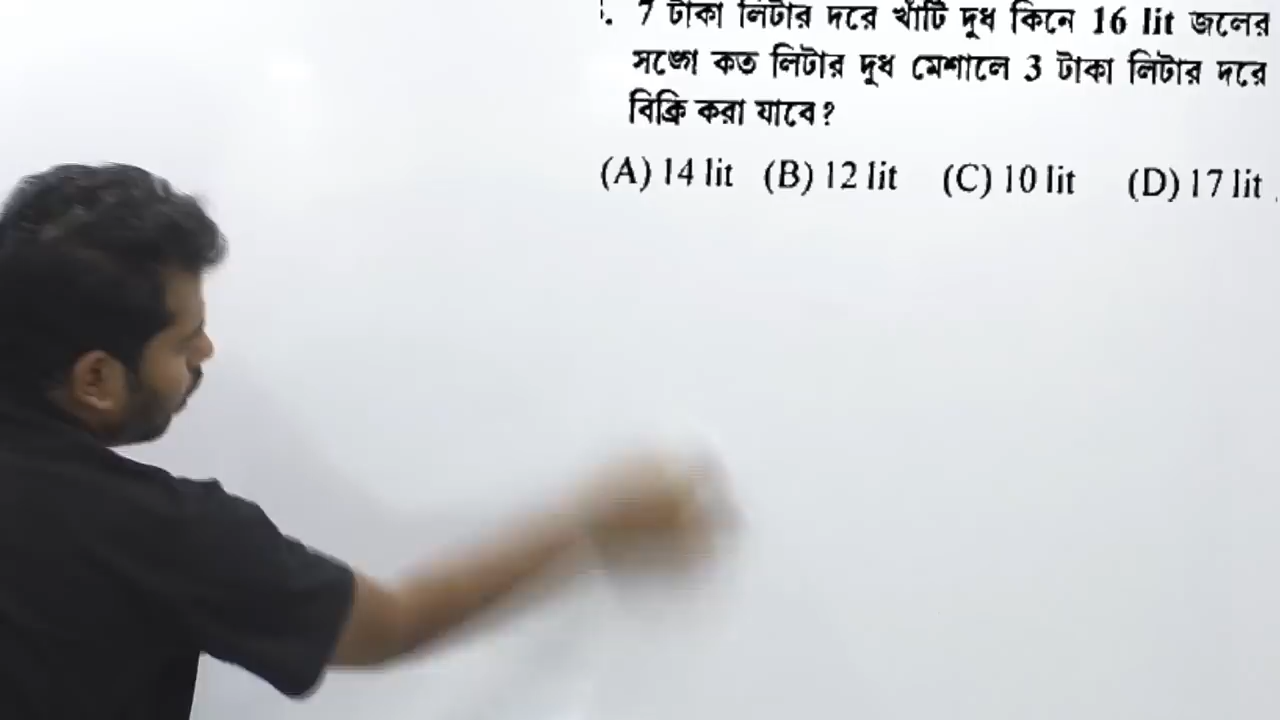 . 7 টাকা লিটার দরে খাঁটি দুধ কিনে 16 lit জলের
সঙ্গে কত লিটার দুধ মেশালে 3 টাকা লিটার দরে
বিক্রি করা যাবে?
(A) 14 lit (B) 12 lit (C) 10 lit (D) 17 lit